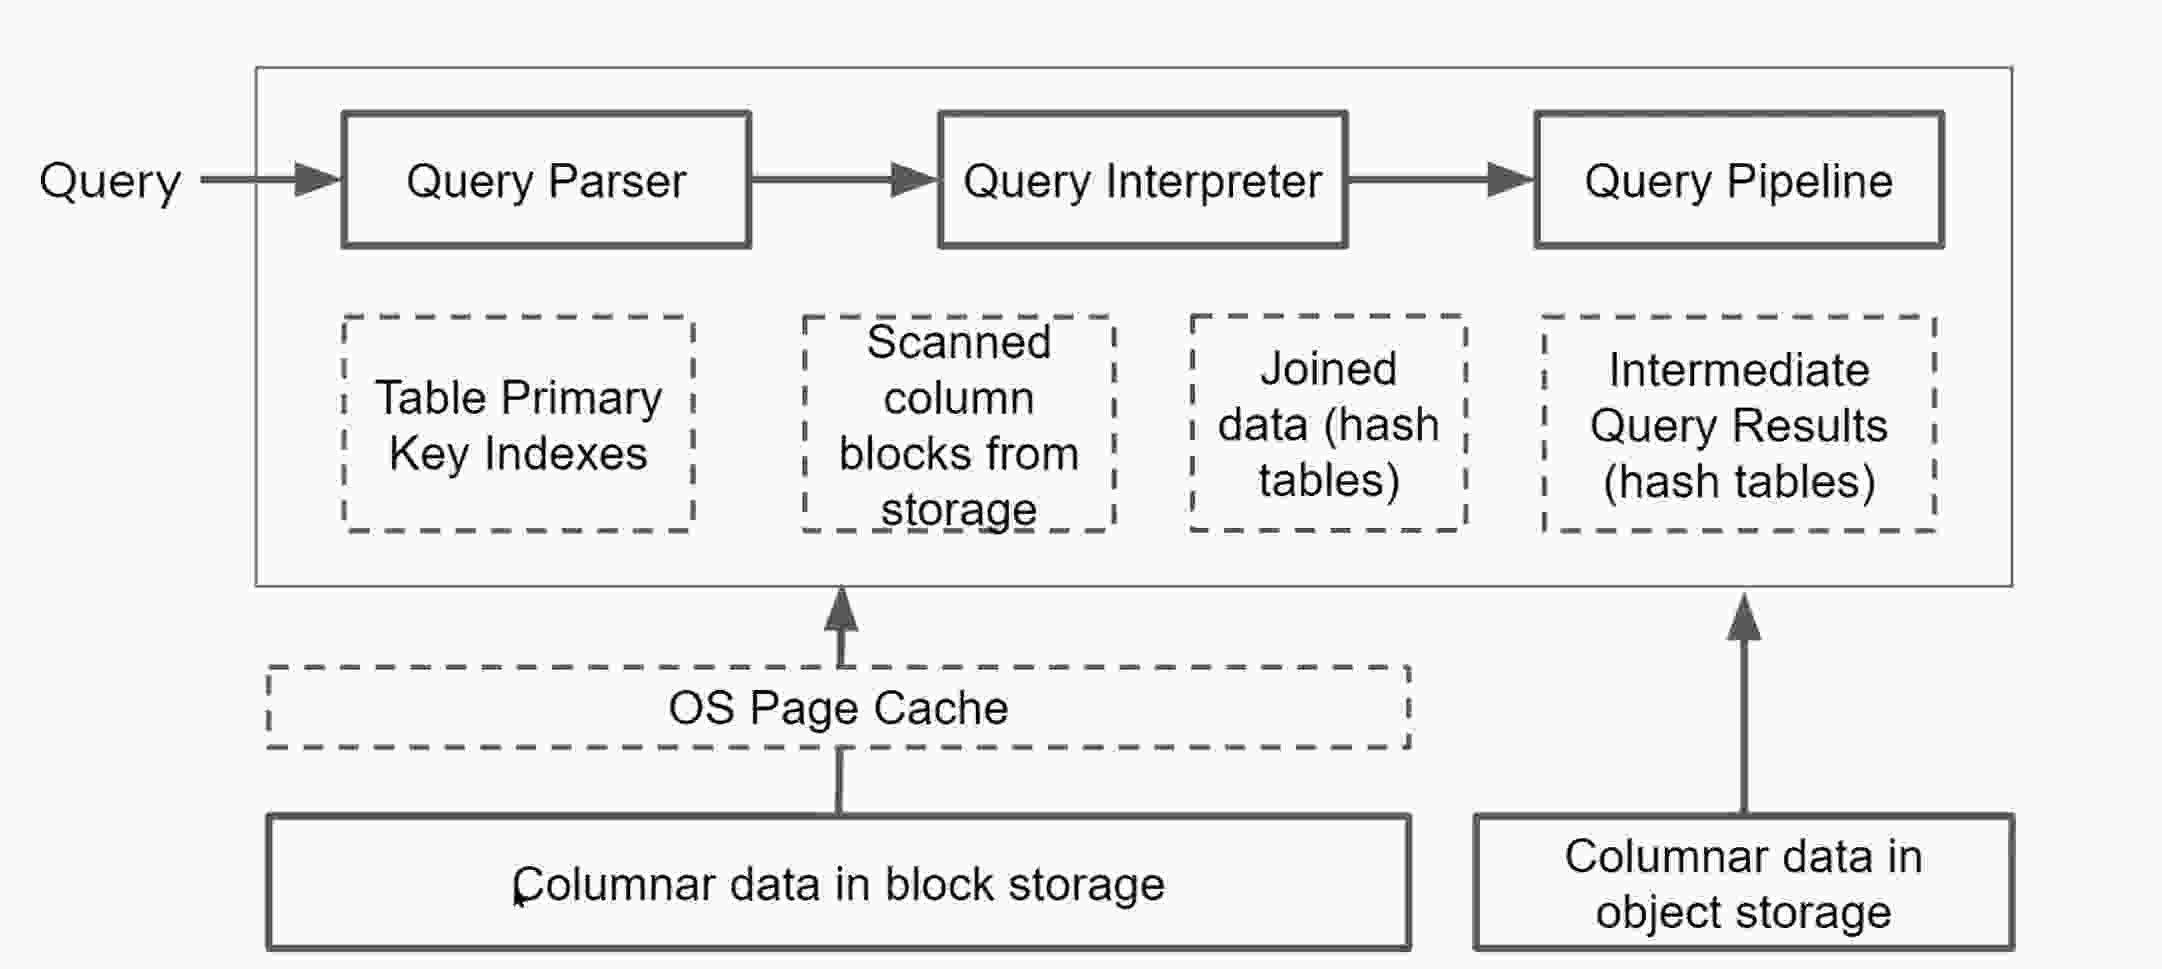 Query
Query Parser
Query Interpreter
Query Pipeline
Table Primary
Key Indexes
Scanned
column
blocks from
storage
Joined
data (hash
tables)
Intermediate
Query Results
(hash tables)
OS Page Cache
Columnar data in block storage
Columnar data in
object storage